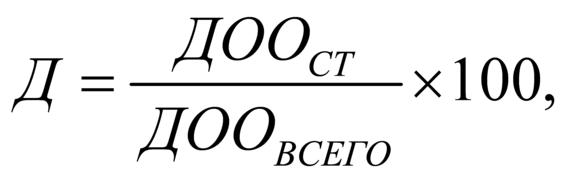 Д = ДОО_СТ / ДОО_ВСЕГО ×100,